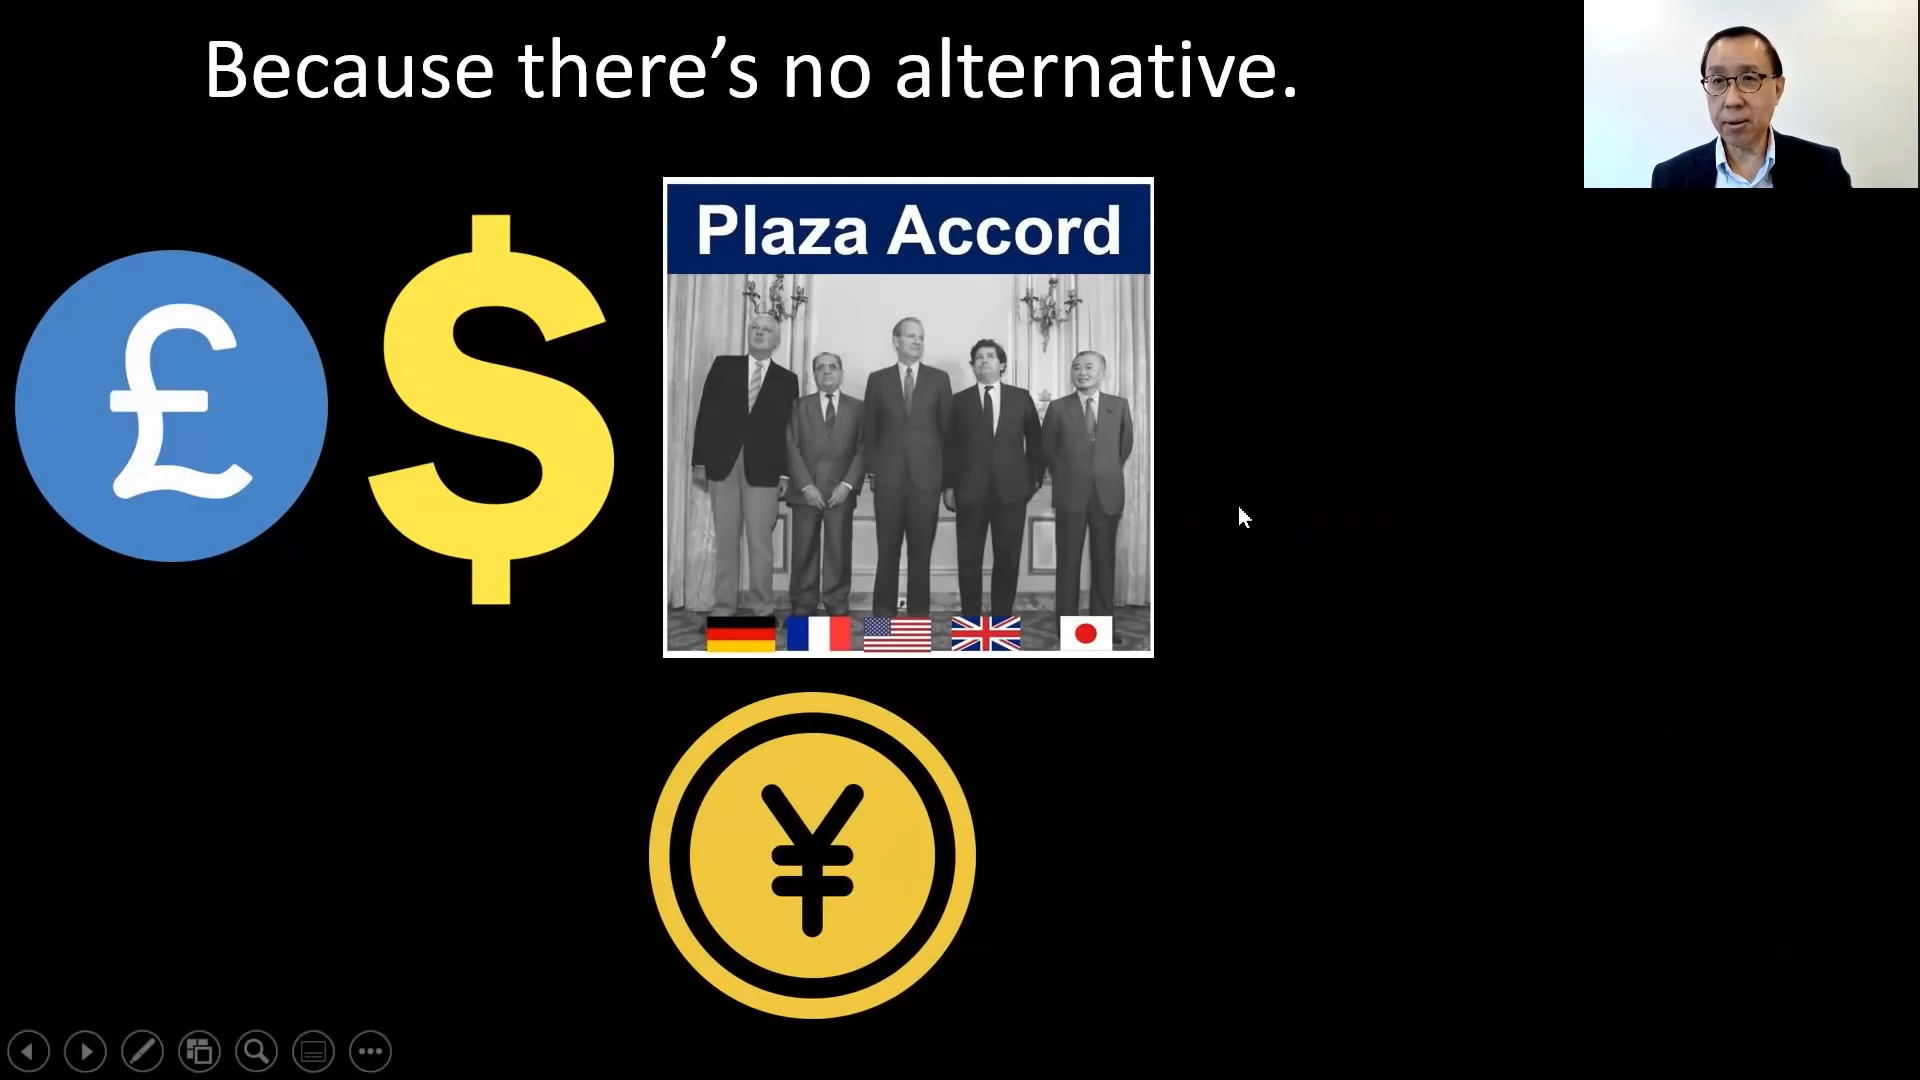 Because there’s no alternative.
Plaza Accord
£
$
¥